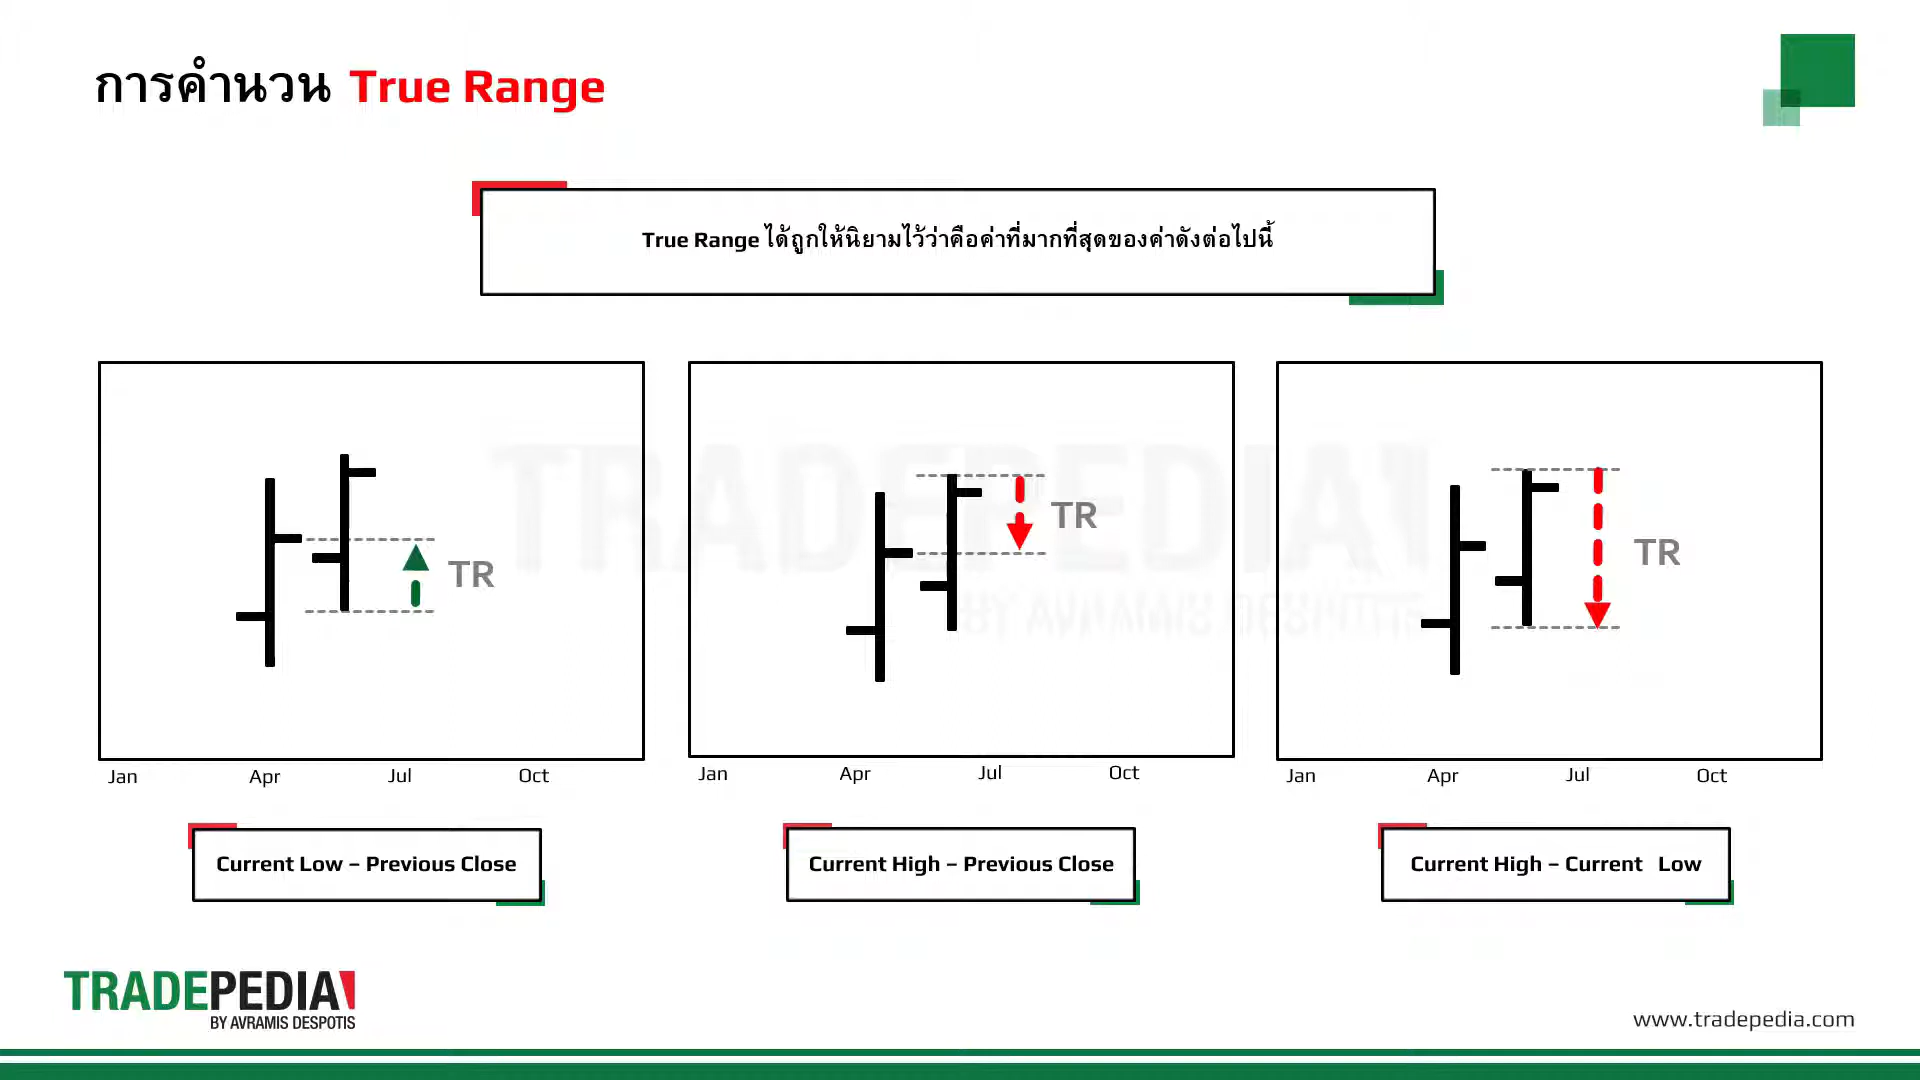 การคำนวน True Range
True Range ได้ถูกให้นิยามไว้ว่าคือค่าที่มากที่สุดของค่าดังต่อไปนี้
TRADEPEDIA
BY AVRAMIS DESPOTIS
TR
TR
TR
Jan Apr Jul Oct
Jan Apr Jul Oct
Jan Apr Jul Oct
Current Low – Previous Close
Current High – Previous Close
Current High – Current Low
TRADEPEDIA
BY AVRAMIS DESPOTIS
www.tradepedia.com